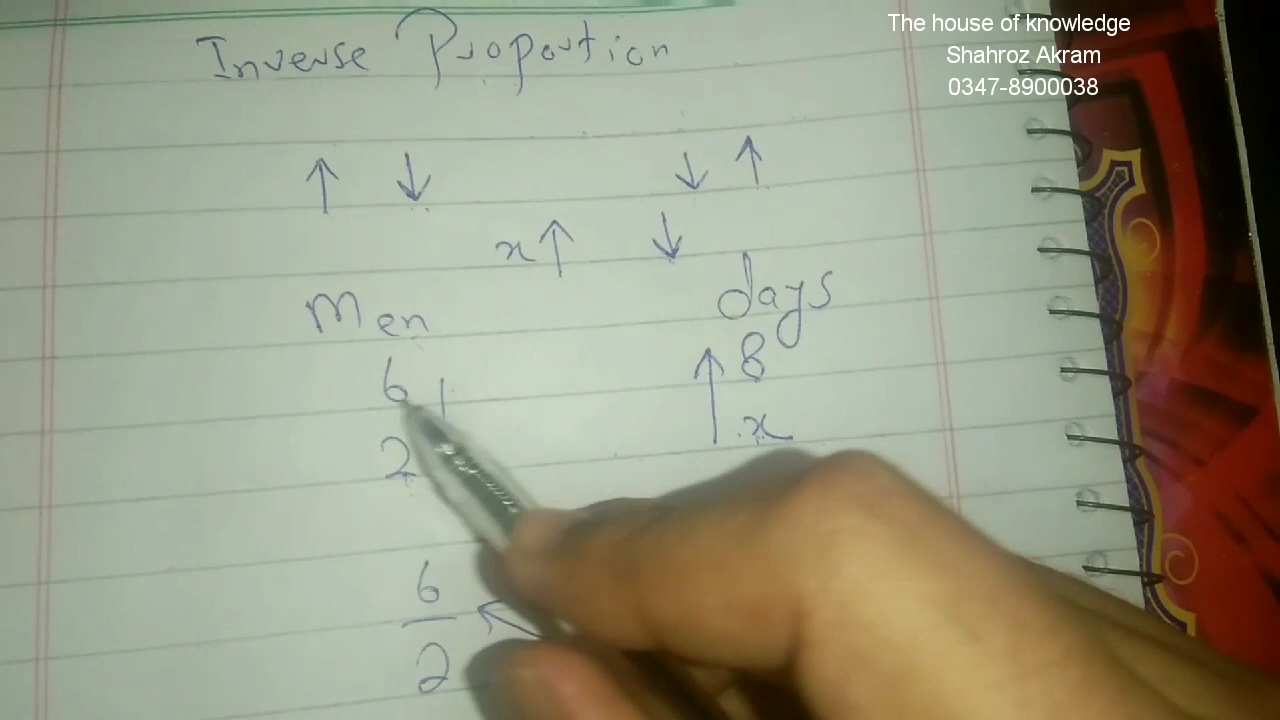 The house of knowledge
Shahroz Akram
0347-8900038
Inverse Proportion
↑ ↓ ↓ ↑
x ↑ ↓
Men days
6 ↑ 8
2 x
6
2